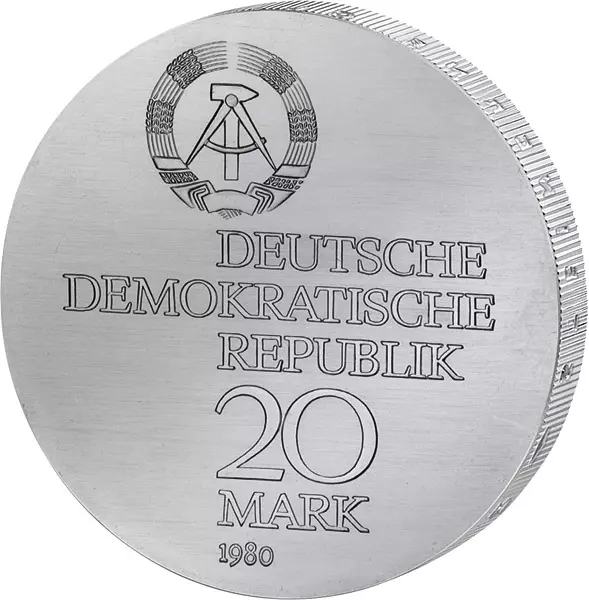 DEUTSCHE
DEMOKRATISCHE
REPUBLIK
20
MARK
1980